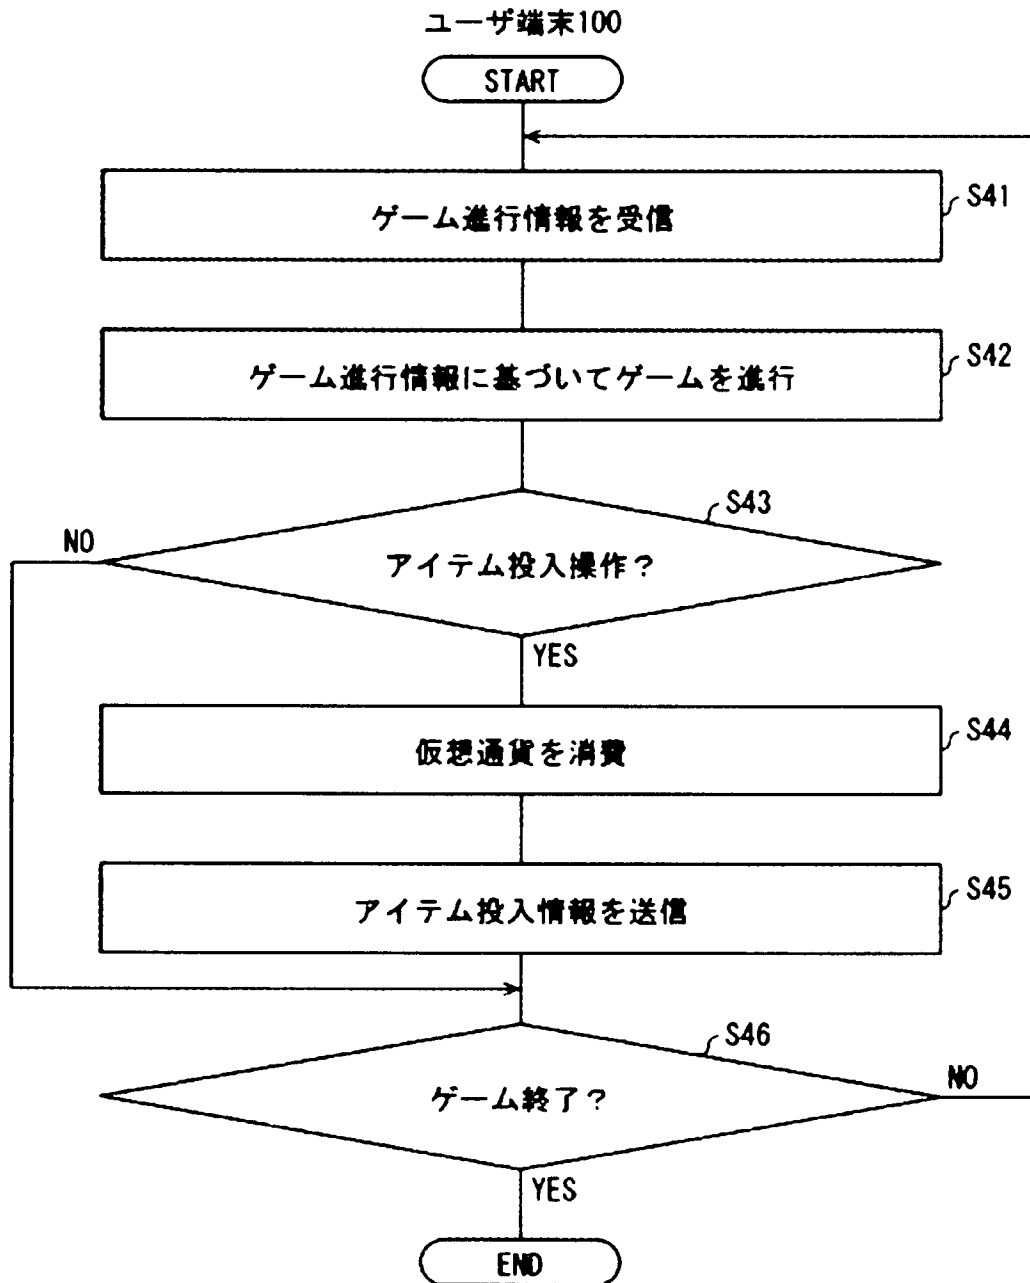 ユーザ端末100
START
ゲーム進行情報を受信
S41
ゲーム進行情報に基づいてゲームを進行
S42
S43
NO
アイテム投入操作?
YES
仮想通貨を消費
S44
アイテム投入情報を送信
S45
S46
ゲーム終了?
NO
YES
END